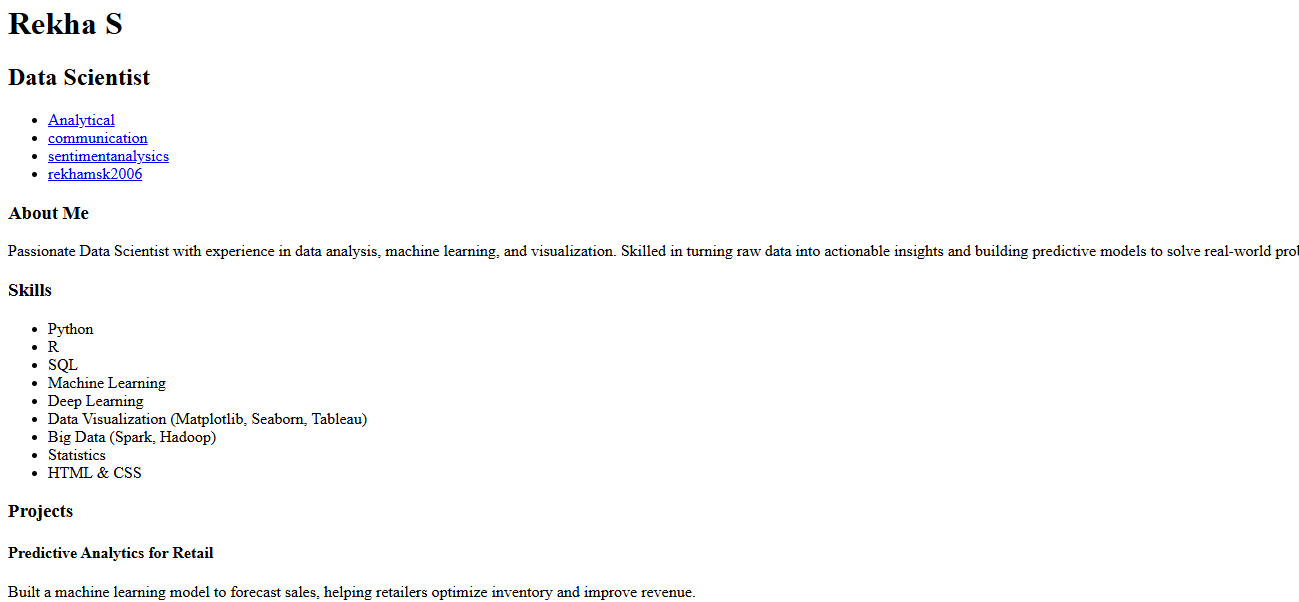 Rekha S
Data Scientist
Analytical
communication
sentimentanalysics
rekhamsk2006
About Me
Passionate Data Scientist with experience in data analysis, machine learning, and visualization. Skilled in turning raw data into actionable insights and building predictive models to solve real-world
Skills
Python
R
SQL
Machine Learning
Deep Learning
Data Visualization (Matplotlib, Seaborn, Tableau)
Big Data (Spark, Hadoop)
Statistics
HTML & CSS
Projects
Predictive Analytics for Retail
Built a machine learning model to forecast sales, helping retailers optimize inventory and improve revenue.